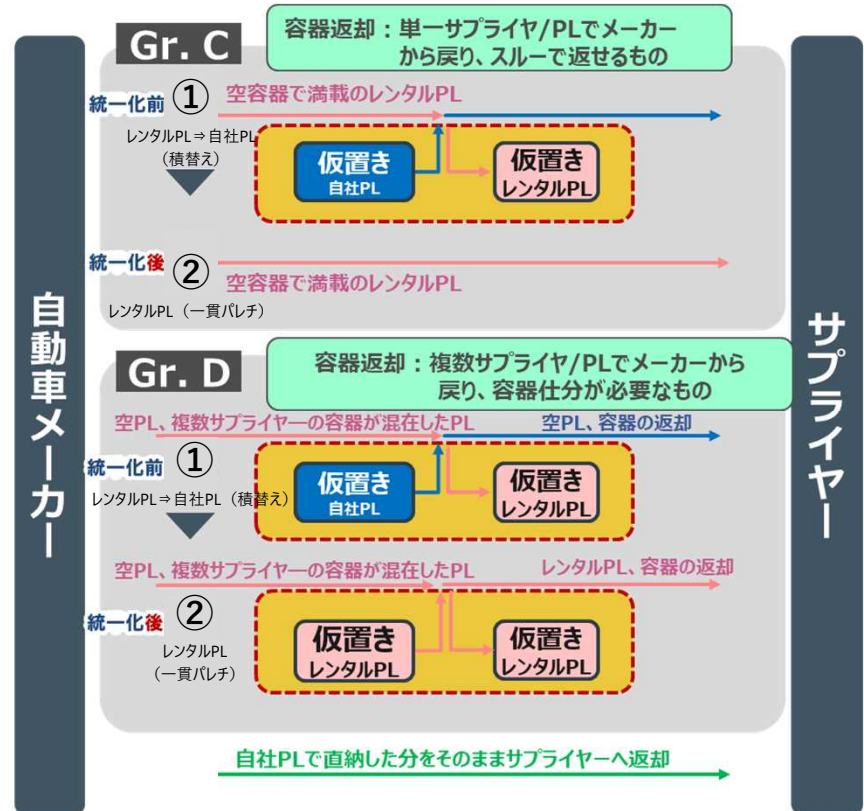 自動車メーカー
サプライヤー
Gr. C
容器返却：単一サプライヤ/PLでメーカー
から戻り、スルーで返せるもの
統一化前 ①
空容器で満載のレンタルPL
レンタルPL⇒自社PL
（積替え）
仮置き
自社PL
仮置き
レンタルPL
統一化後 ②
空容器で満載のレンタルPL
レンタルPL（一貫パレチ）
Gr. D
容器返却：複数サプライヤ/PLでメーカーから
戻り、容器仕分が必要なもの
空PL、複数サプライヤーの容器が混在したPL
空PL、容器の返却
統一化前 ①
レンタルPL⇒自社PL（積替え）
仮置き
自社PL
仮置き
レンタルPL
空PL、複数サプライヤーの容器が混在したPL
レンタルPL、容器の返却
統一化後 ②
レンタルPL
（一貫パレチ）
仮置き
レンタルPL
仮置き
レンタルPL
自社PLで直納した分をそのままサプライヤーへ返却